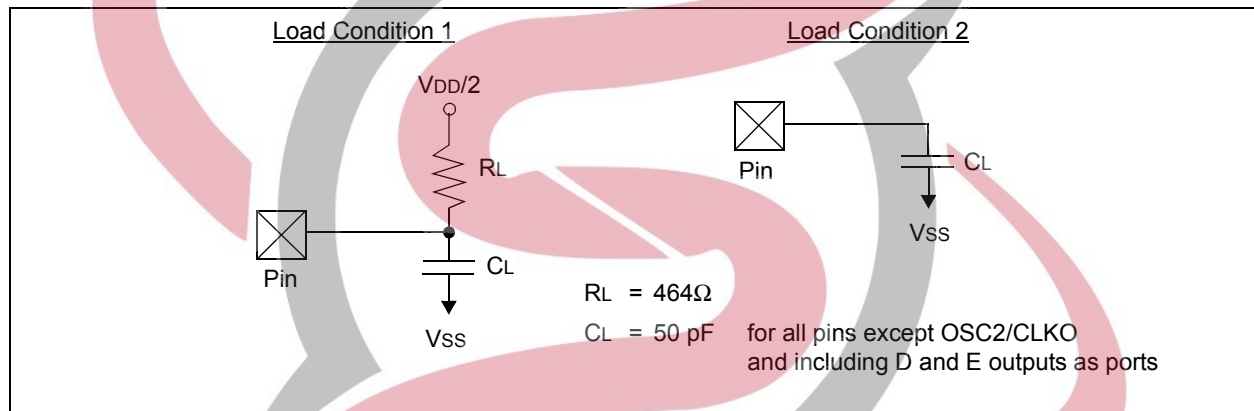 Load Condition 1
Load Condition 2
VDD/2
RL
Pin
CL
VSS
Pin
CL
VSS
RL = 464Ω
CL = 50 pF for all pins except OSC2/CLKO
and including D and E outputs as ports